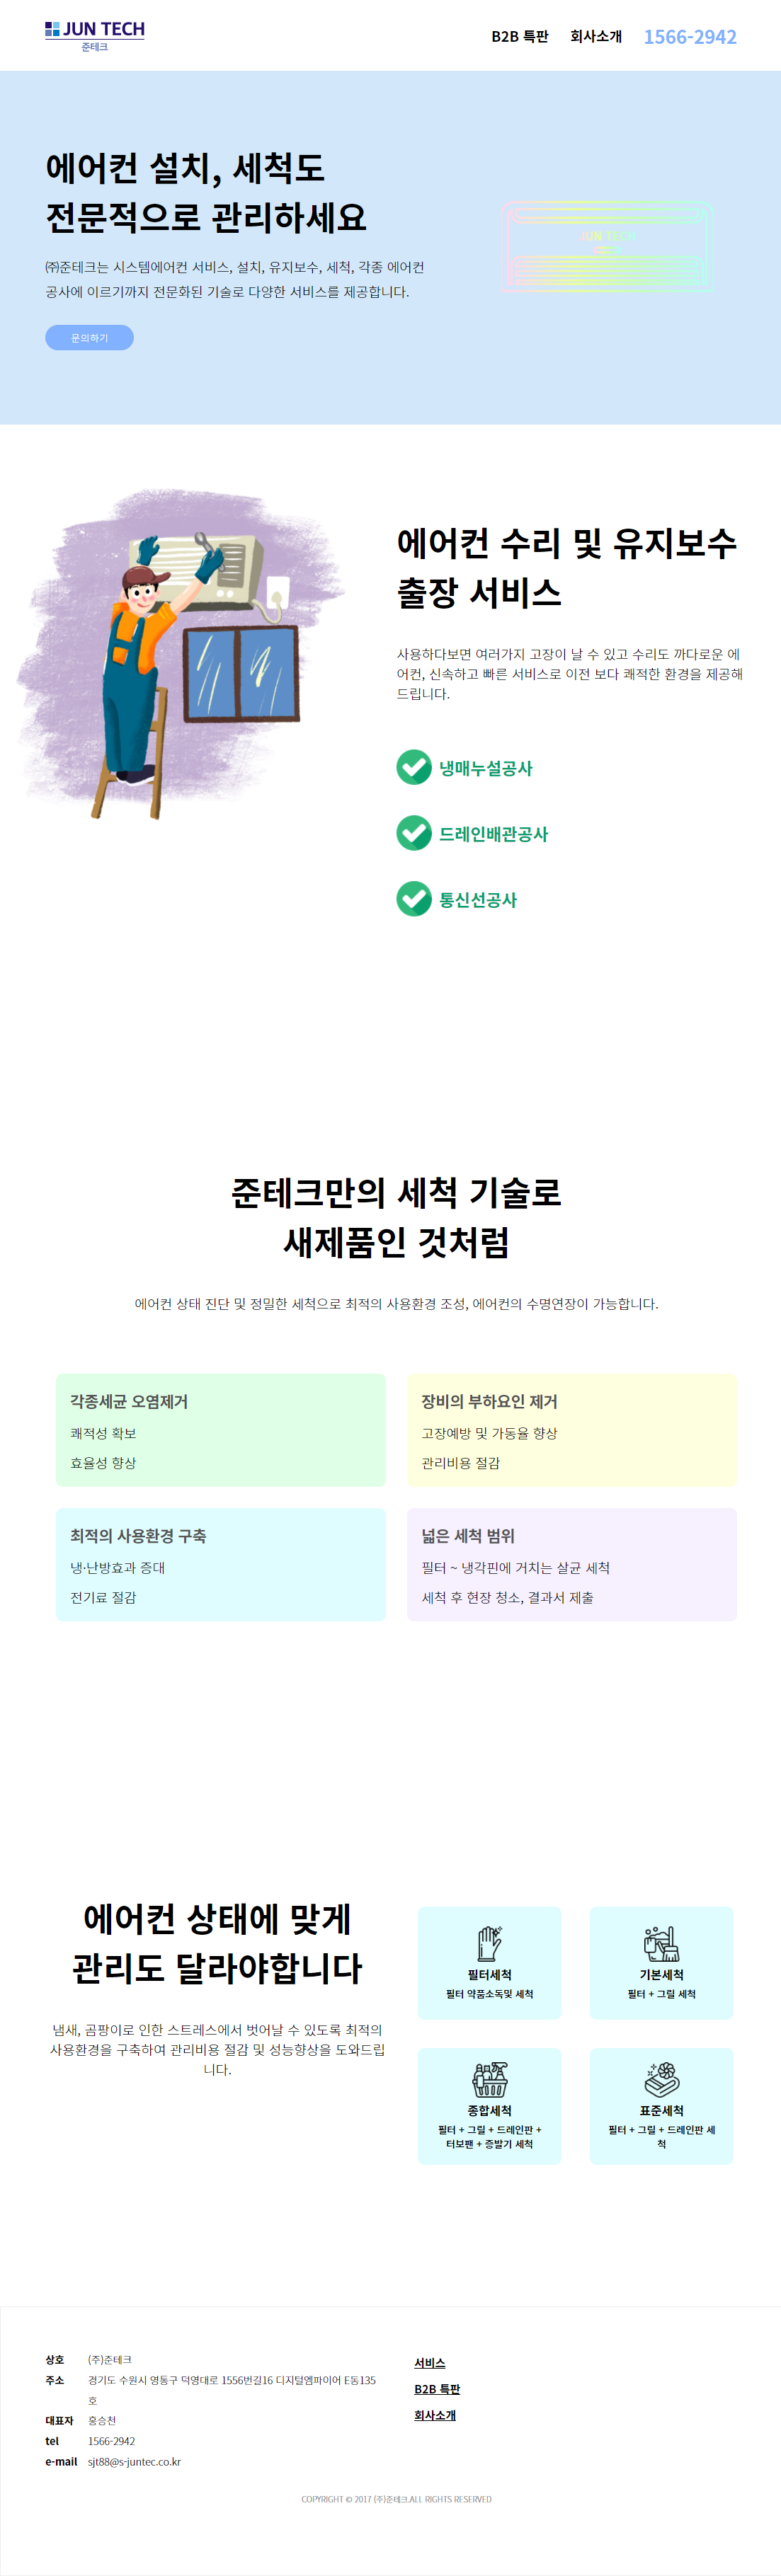 JUN TECH
준테크
B2B 특판
회사소개
1566-2942
에어컨 설치, 세척도
전문적으로 관리하세요
㈜준테크는 시스템에어컨 서비스, 설치, 유지보수, 세척, 각종 에어컨
공사에 이르기까지 전문화된 기술로 다양한 서비스를 제공합니다.
문의하기
JUN TECH
에어컨 수리 및 유지보수
출장 서비스
사용하다보면 여러가지 고장이 날 수 있고 수리도 까다로운 에
어컨, 신속하고 빠른 서비스로 이전 보다 쾌적한 환경을 제공해
드립니다.
냉매누설공사
드레인배관공사
통신선공사
준테크만의 세척 기술로
새제품인 것처럼
에어컨 상태 진단 및 정밀한 세척으로 최적의 사용환경 조성, 에어컨의 수명연장이 가능합니다.
각종세균 오염제거
쾌적성 확보
효율성 향상
장비의 부하요인 제거
고장예방 및 가동율 향상
관리비용 절감
최적의 사용환경 구축
냉·난방효과 증대
전기료 절감
넓은 세척 범위
필터 ~ 냉각핀에 거치는 살균 세척
세척 후 현장 청소, 결과서 제출
에어컨 상태에 맞게
관리도 달라야합니다
냄새, 곰팡이로 인한 스트레스에서 벗어날 수 있도록 최적의
사용환경을 구축하여 관리비용 절감 및 성능향상을 도와드립
니다.
필터세척
필터 약품소독및 세척
기본세척
필터 + 그릴 세척
종합세척
필터 + 그릴 + 드레인판 +
터보팬 + 증발기 세척
표준세척
필터 + 그릴 + 드레인판 세
척
상호 (주)준테크
주소 경기도 수원시 영통구 덕영대로 1556번길16 디지털엠파이어 E동135
호
대표자 홍승천
tel 1566-2942
e-mail sjt88@s-juntec.co.kr
서비스
B2B 특판
회사소개
COPYRIGHT © 2017 (주)준테크.ALL RIGHTS RESERVED